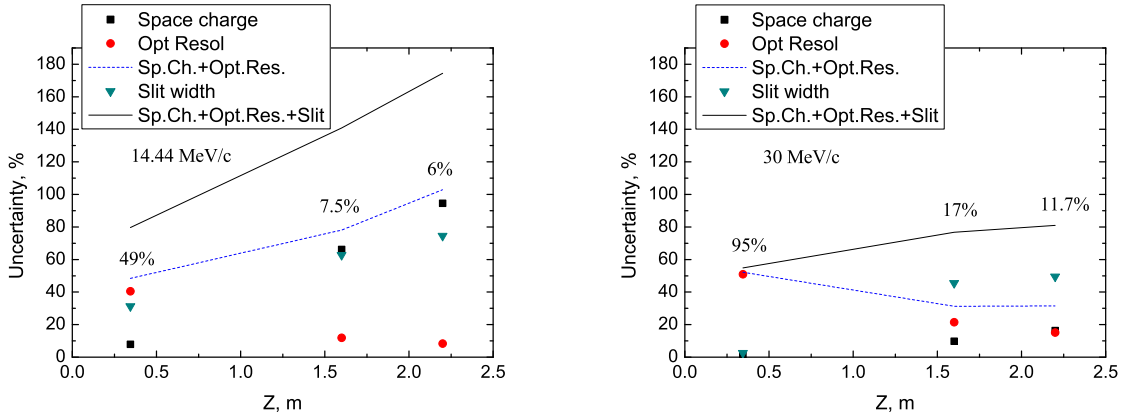 Space charge
Opt Resol
Sp.Ch.+Opt.Res.
Slit width
Sp.Ch.+Opt.Res.+Slit
14.44 MeV/c
49%
7.5%
6%
Uncertainty, %
180
160
140
120
100
80
60
40
20
0
0.0 0.5 1.0 1.5 2.0 2.5
Z, m
Space charge
Opt Resol
Sp.Ch.+Opt.Res.
Slit width
Sp.Ch.+Opt.Res.+Slit
30 MeV/c
95%
17%
11.7%
Uncertainty, %
180
160
140
120
100
80
60
40
20
0
0.0 0.5 1.0 1.5 2.0 2.5
Z, m